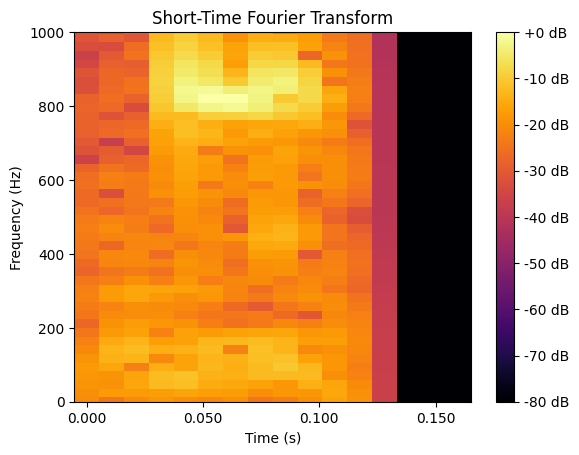 Short-Time Fourier Transform
Frequency (Hz)
1000
800
600
400
200
0
0.000 0.050 0.100 0.150
Time (s)
+0 dB
-10 dB
-20 dB
-30 dB
-40 dB
-50 dB
-60 dB
-70 dB
-80 dB